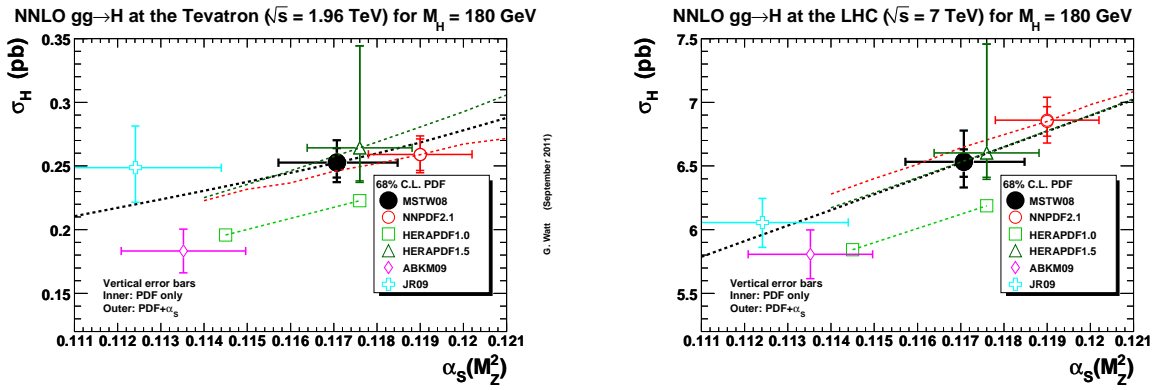 NNLO gg→H at the Tevatron (√s = 1.96 TeV) for M_H = 180 GeV
σ_H (pb)
0.35
0.3
0.25
0.2
0.15
0.111 0.112 0.113 0.114 0.115 0.116 0.117 0.118 0.119 0.12 0.121
α_S(M_Z^2)
68% C.L. PDF
MSTW08
NNPDF2.1
HERAPDF1.0
HERAPDF1.5
ABKM09
JR09
Vertical error bars
Inner: PDF only
Outer: PDF+α_S
G. Watt (September 2011)
NNLO gg→H at the LHC (√s = 7 TeV) for M_H = 180 GeV
σ_H (pb)
7.5
7
6.5
6
5.5
0.111 0.112 0.113 0.114 0.115 0.116 0.117 0.118 0.119 0.12 0.121
α_S(M_Z^2)
68% C.L. PDF
MSTW08
NNPDF2.1
HERAPDF1.0
HERAPDF1.5
ABKM09
JR09
Vertical error bars
Inner: PDF only
Outer: PDF+α_S